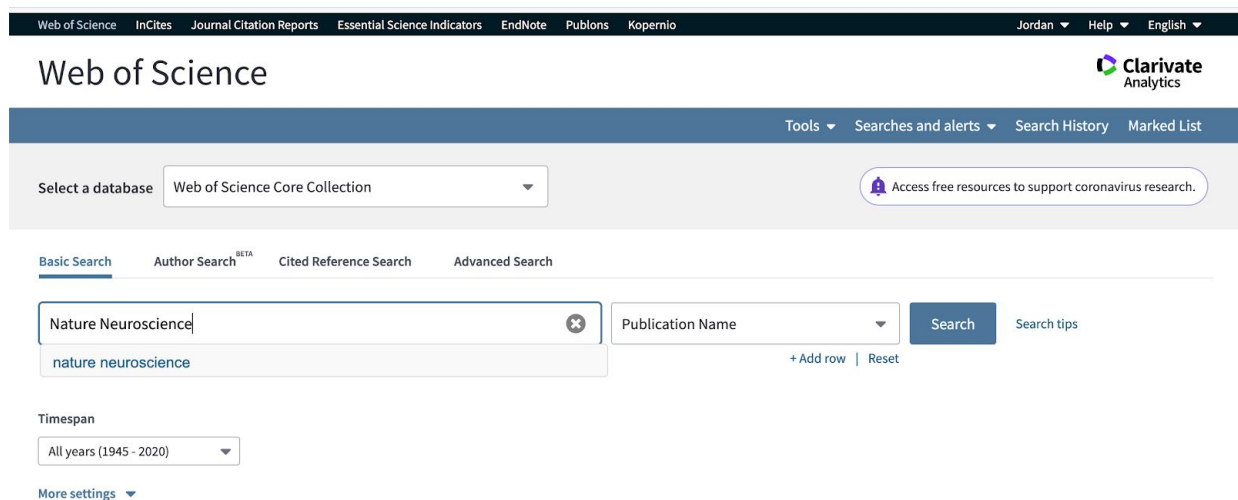 Web of Science InCites Journal Citation Reports Essential Science Indicators EndNote Publons Kopernio Jordan Help English
Web of Science
Clarivate
Analytics
Tools Searches and alerts Search History Marked List
Select a database Web of Science Core Collection
Access free resources to support coronavirus research.
Basic Search Author Search BETA Cited Reference Search Advanced Search
Nature Neuroscience Publication Name Search Search tips
nature neuroscience
+ Add row | Reset
Timespan
All years (1945 - 2020)
More settings